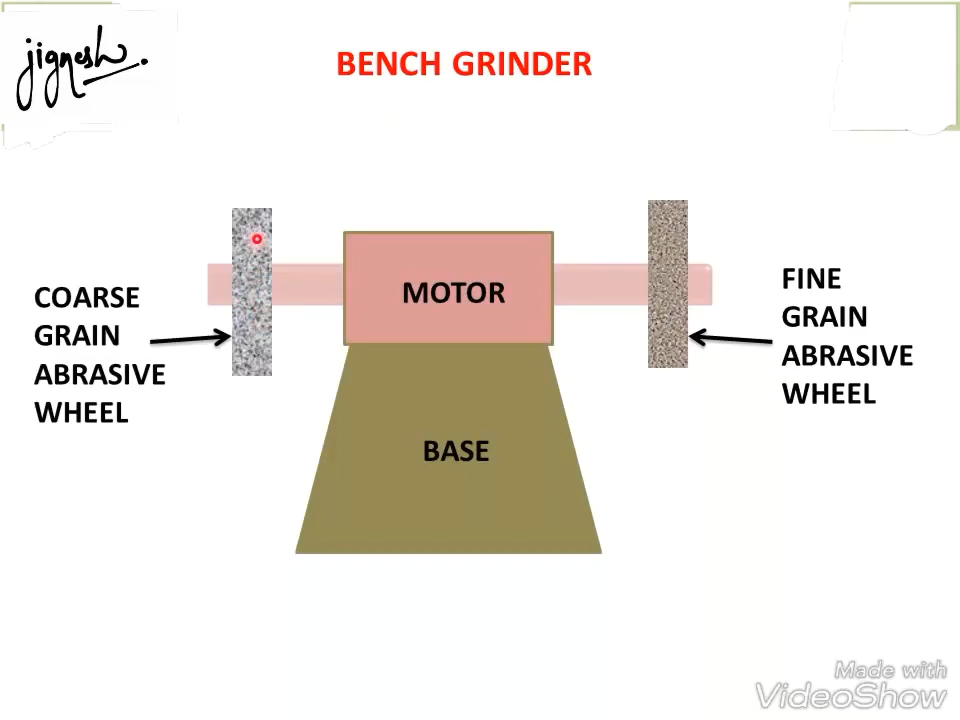 jignesh.
BENCH GRINDER
COARSE
GRAIN
ABRASIVE
WHEEL
MOTOR
FINE
GRAIN
ABRASIVE
WHEEL
BASE
Made with
VideoShow